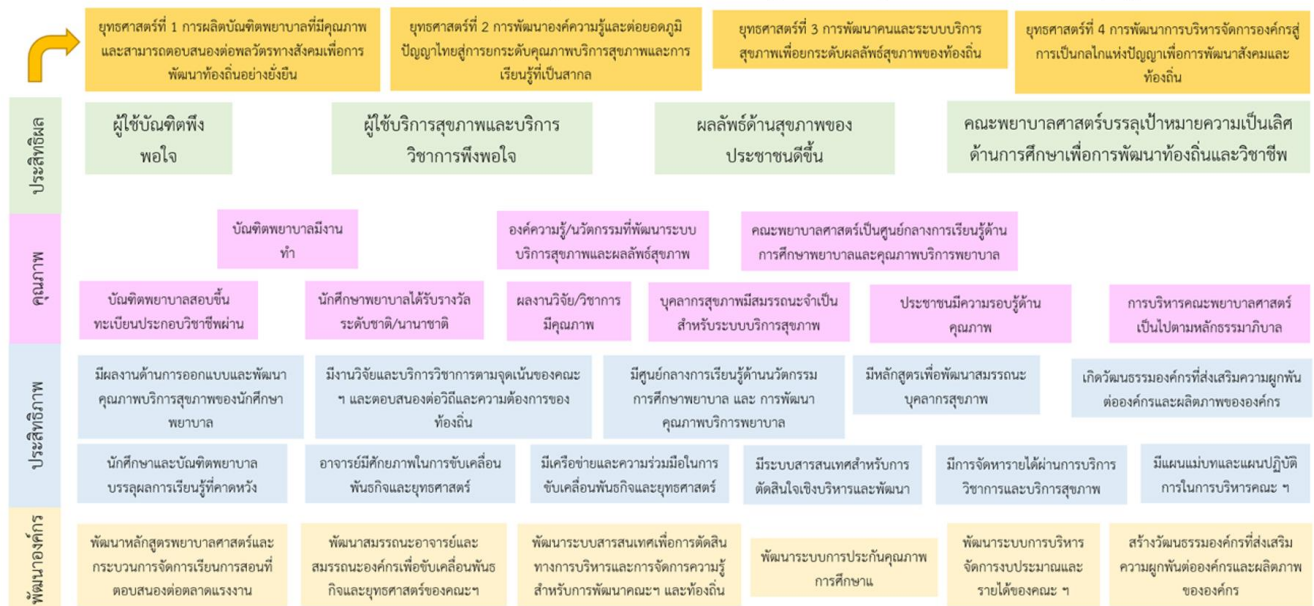 ยุทธศาสตร์ที่ 1 การผลิตบัณฑิตพยาบาลที่มีคุณภาพ
และสามารถตอบสนองต่อพลวัตรทางสังคมเพื่อการ
พัฒนาท้องถิ่นอย่างยั่งยืน
ยุทธศาสตร์ที่ 2 การพัฒนาองค์ความรู้และต่อยอดภูมิ
ปัญญาไทยสู่การยกระดับคุณภาพบริการสุขภาพและการ
เรียนรู้ที่เป็นสากล
ยุทธศาสตร์ที่ 3 การพัฒนาคนและระบบบริการ
สุขภาพเพื่อยกระดับผลลัพธ์สุขภาพของท้องถิ่น
ยุทธศาสตร์ที่ 4 การพัฒนาการบริหารจัดการองค์กรสู่
การเป็นกลไกแห่งปัญญาเพื่อการพัฒนาสังคมและ
ท้องถิ่น
ประสิทธิผล
ผู้ใช้บัณฑิตพึง
พอใจ
ผู้ใช้บริการสุขภาพและบริการ
วิชาการพึงพอใจ
ผลลัพธ์ด้านสุขภาพของ
ประชาชนดีขึ้น
คณะพยาบาลศาสตร์บรรลุเป้าหมายความเป็นเลิศ
ด้านการศึกษาเพื่อการพัฒนาท้องถิ่นและวิชาชีพ
คุณภาพ
บัณฑิตพยาบาลมีงาน
ทำ
องค์ความรู้/นวัตกรรมที่พัฒนาระบบ
บริการสุขภาพและผลลัพธ์สุขภาพ
คณะพยาบาลศาสตร์เป็นศูนย์กลางการเรียนรู้ด้าน
การศึกษาพยาบาลและคุณภาพบริการพยาบาล
บัณฑิตพยาบาลสอบขึ้น
ทะเบียนประกอบวิชาชีพผ่าน
นักศึกษาพยาบาลได้รับรางวัล
ระดับชาติ/นานาชาติ
ผลงานวิจัย/วิชาการ
มีคุณภาพ
บุคลากรสุขภาพมีสมรรถนะจำเป็น
สำหรับระบบบริการสุขภาพ
ประชาชนมีความรอบรู้ด้าน
คุณภาพ
การบริหารคณะพยาบาลศาสตร์
เป็นไปตามหลักธรรมาภิบาล
ประสิทธิภาพ
มีผลงานด้านการออกแบบและพัฒนา
คุณภาพบริการสุขภาพของนักศึกษา
พยาบาล
มีงานวิจัยและบริการวิชาการตามจุดเน้นของคณะ
ฯ และตอบสนองต่อวิถีและความต้องการของ
ท้องถิ่น
มีศูนย์กลางการเรียนรู้ด้านนวัตกรรม
การศึกษาพยาบาล และ การพัฒนา
คุณภาพบริการพยาบาล
มีหลักสูตรเพื่อพัฒนาสมรรถนะ
บุคลากรสุขภาพ
เกิดวัฒนธรรมองค์กรที่ส่งเสริมความผูกพัน
ต่อองค์กรและผลิตภาพขององค์กร
นักศึกษาและบัณฑิตพยาบาล
บรรลุผลการเรียนรู้ที่คาดหวัง
อาจารย์มีศักยภาพในการขับเคลื่อน
พันธกิจและยุทธศาสตร์
มีเครือข่ายและความร่วมมือในการ
ขับเคลื่อนพันธกิจและยุทธศาสตร์
มีระบบสารสนเทศสำหรับการ
ตัดสินใจเชิงบริหารและพัฒนา
มีการจัดหารายได้ผ่านการบริการ
วิชาการและบริการสุขภาพ
มีแผนแม่บทและแผนปฏิบัติ
การในการบริหารคณะ ฯ
พัฒนาองค์กร
พัฒนาหลักสูตรพยาบาลศาสตร์และ
กระบวนการจัดการเรียนการสอนที่
ตอบสนองต่อตลาดแรงงาน
พัฒนาสมรรถนะอาจารย์และ
สมรรถนะองค์กรเพื่อขับเคลื่อนพันธ
กิจและยุทธศาสตร์ของคณะฯ
พัฒนาระบบสารสนเทศเพื่อการตัดสิน
ทางการบริหารและการจัดการความรู้
สำหรับการพัฒนาคณะฯ และท้องถิ่น
พัฒนาระบบการประกันคุณภาพ
การศึกษาแ
พัฒนาระบบการบริหาร
จัดการงบประมาณและ
รายได้ของคณะ ฯ
สร้างวัฒนธรรมองค์กรที่ส่งเสริม
ความผูกพันต่อองค์กรและผลิตภาพ
ขององค์กร